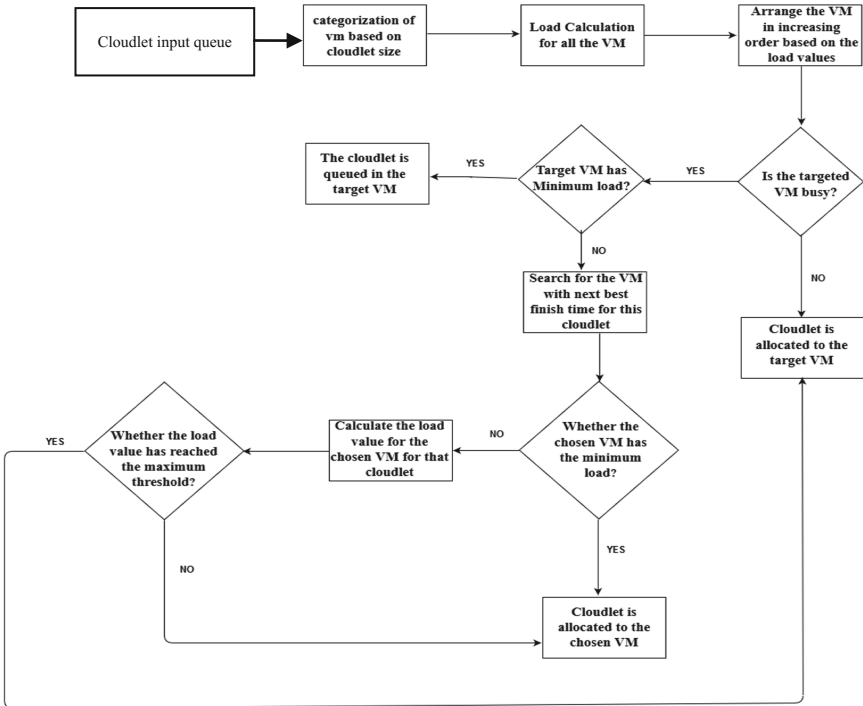 Cloudlet input queue
categorization of
vm based on
cloudlet size
Load Calculation
for all the VM
Arrange the VM
in increasing
order based on the
load values
The cloudlet is
queued in the
target VM
YES
Target VM has
Minimum load?
YES
Is the targeted
VM busy?
NO
NO
Search for the VM
with next best
finish time for this
cloudlet
Cloudlet is
allocated to the
target VM
YES
Whether the load
value has reached
the maximum
threshold?
Calculate the load
value for the
chosen VM for that
cloudlet
NO
Whether the
chosen VM has
the minimum
load?
YES
NO
Cloudlet is
allocated to the
chosen VM